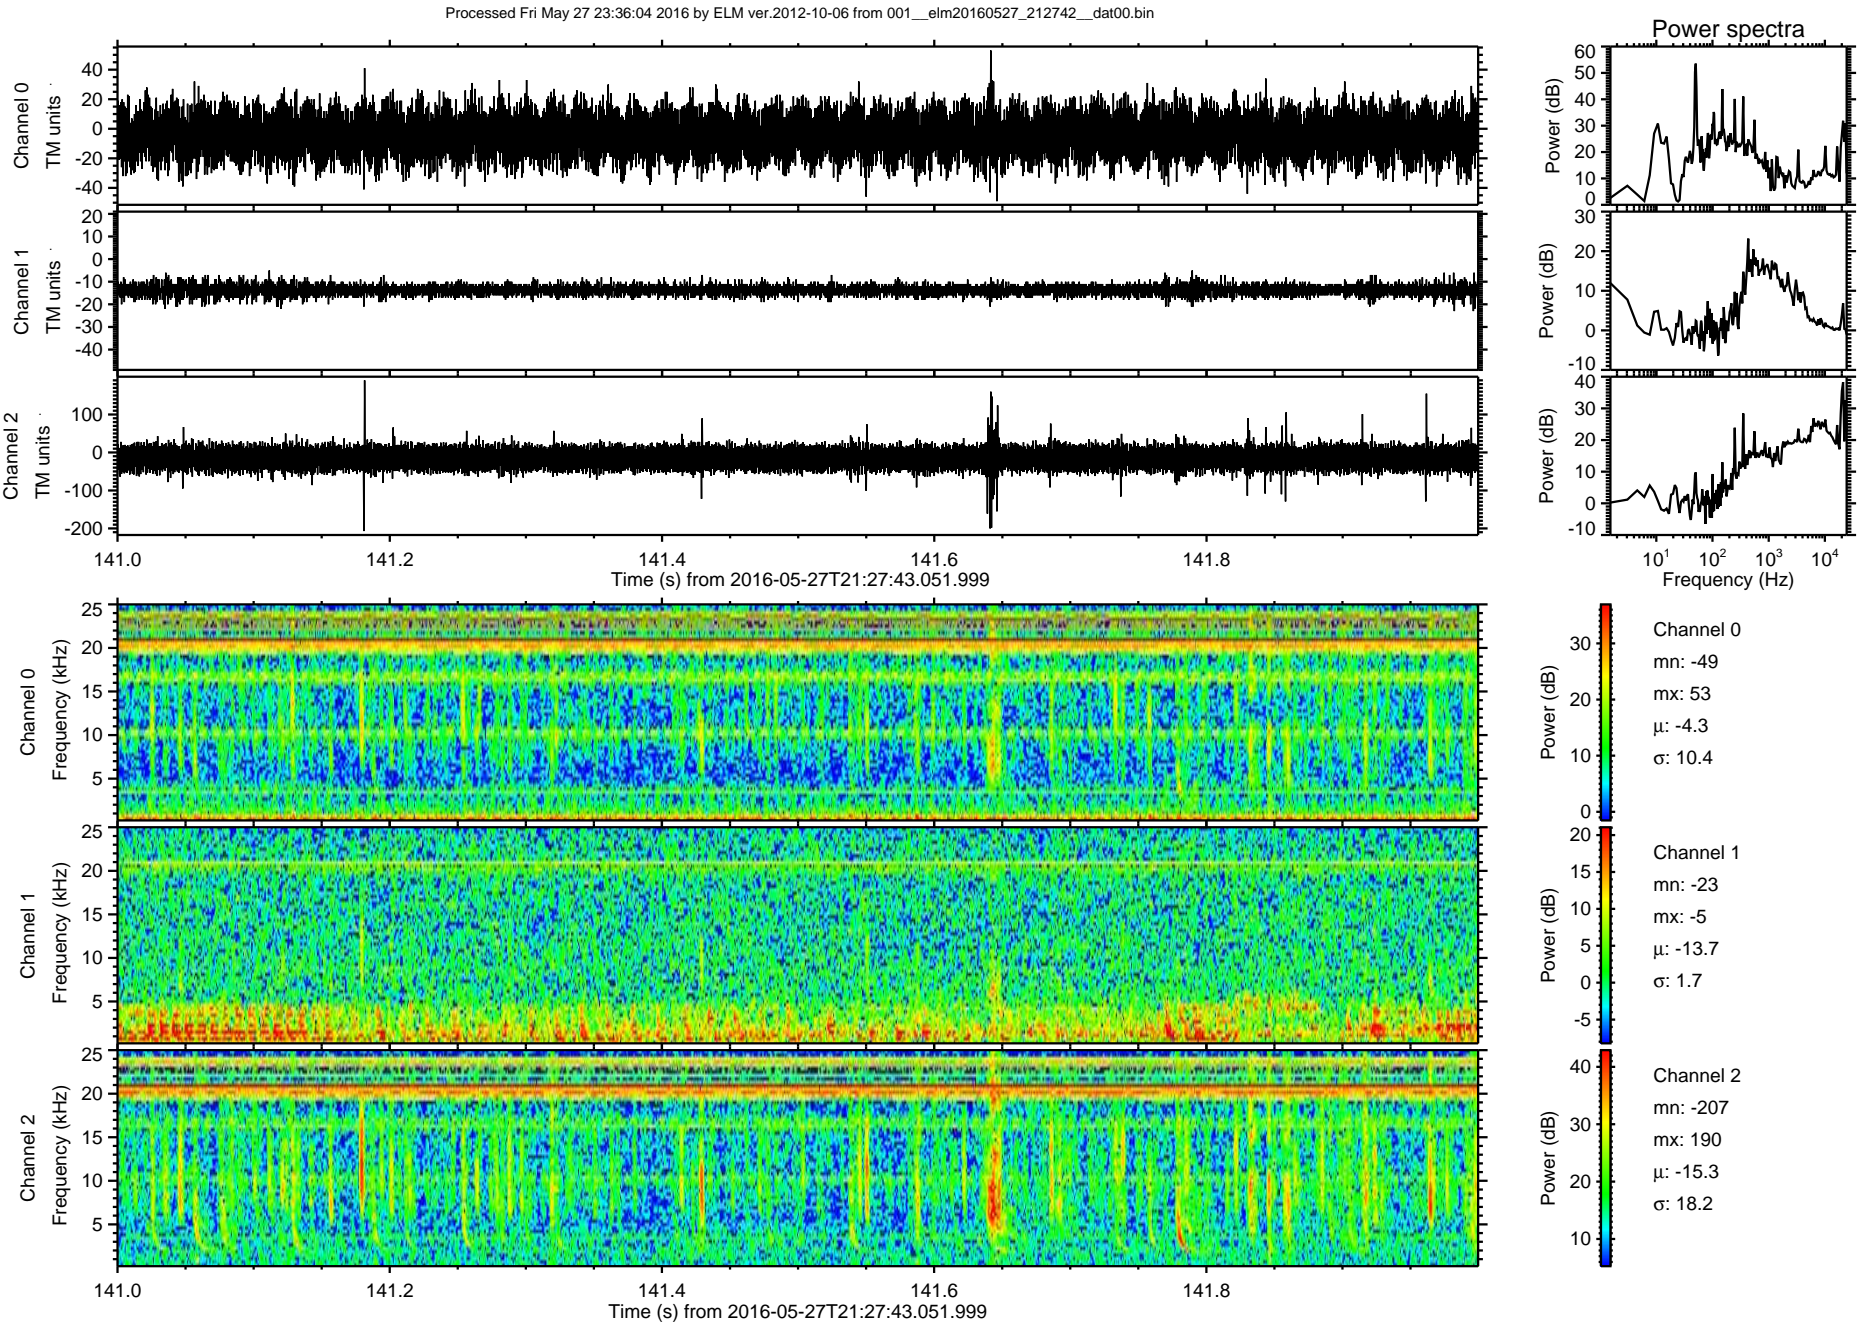 Processed Fri May 27 23:36:04 2016 by ELM ver.2012-10-06 from 001__elm20160527_212742__dat00.bin
Power spectra
Channel 0
TM units
40
20
0
-20
-40
Power (dB)
60
50
40
30
20
10
0
Channel 1
TM units
20
10
0
-10
-20
-30
-40
Power (dB)
30
20
10
0
-10
Channel 2
TM units
100
0
-100
-200
Power (dB)
40
30
20
10
0
-10
141.0 141.2 141.4 141.6 141.8
Time (s) from 2016-05-27T21:27:43.051.999
10¹ 10² 10³ 10⁴
Frequency (Hz)
Channel 0
Frequency (kHz)
25
20
15
10
5
Power (dB)
30
20
10
0
Channel 0
mn: -49
mx: 53
μ: -4.3
σ: 10.4
Channel 1
Frequency (kHz)
25
20
15
10
5
Power (dB)
20
15
10
5
0
-5
Channel 1
mn: -23
mx: -5
μ: -13.7
σ: 1.7
Channel 2
Frequency (kHz)
25
20
15
10
5
Power (dB)
40
30
20
10
Channel 2
mn: -207
mx: 190
μ: -15.3
σ: 18.2
141.0 141.2 141.4 141.6 141.8
Time (s) from 2016-05-27T21:27:43.051.999